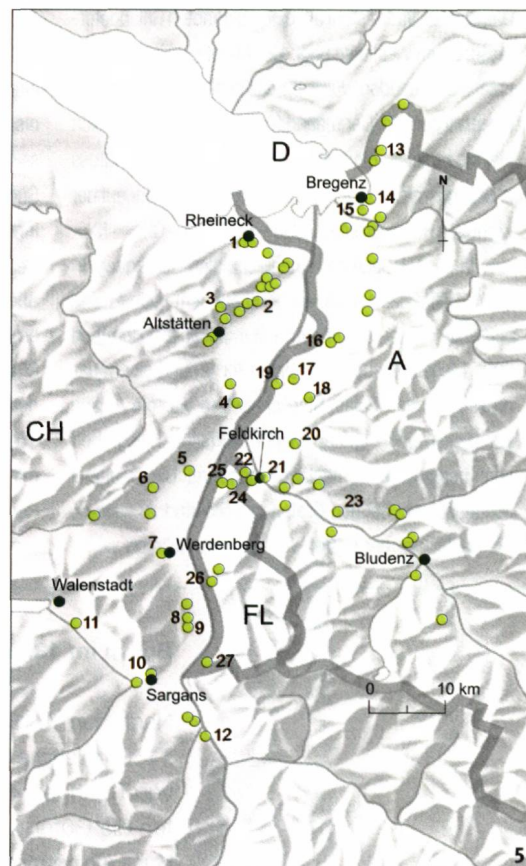 D
13
N
Bregenz
14
15
Rheineck
1
3
2
Altstätten
16
A
19
17
18
4
CH
20
Feldkirch
5
22
21
25
6
24
23
7
Werdenberg
Bludenz
26
Walenstadt
FL
8
11
9
10
27
0 10 km
Sargans
12
5